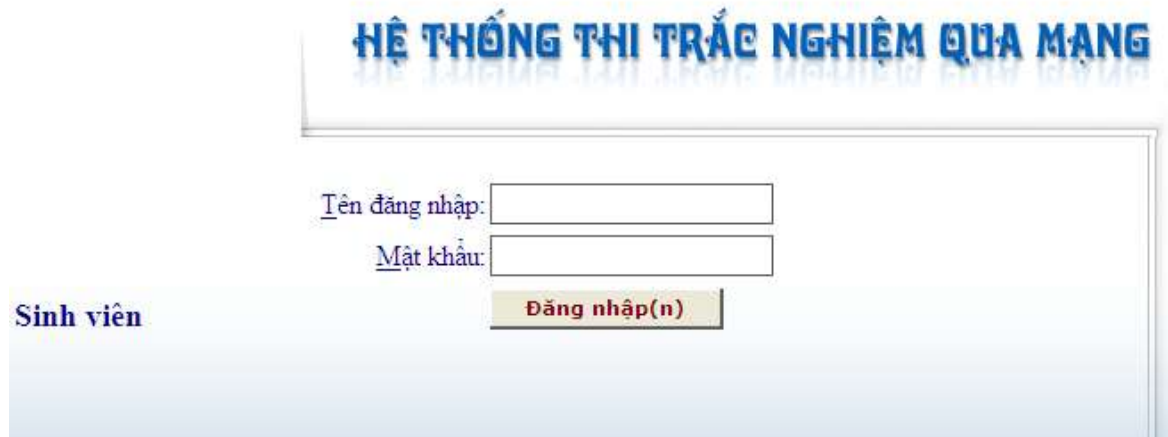 HỆ THỐNG THI TRẮC NGHIỆM QUA MẠNG
Tên đăng nhập:
Mật khẩu:
Sinh viên
Đăng nhập(n)